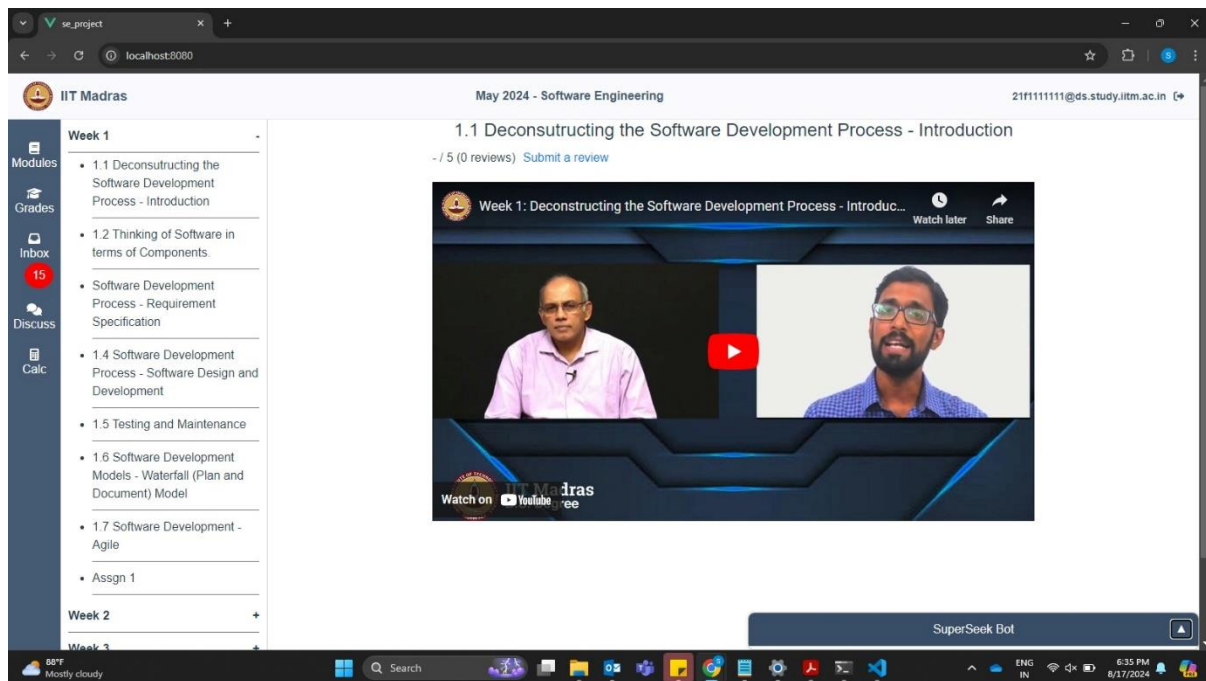 se_project
localhost:8080
S
IIT Madras
May 2024 - Software Engineering
21f1111111@ds.study.iitm.ac.in
Modules
Grades
Inbox
15
Discuss
Calc
Week 1 -
1.1 Deconsutructing the
Software Development
Process - Introduction
1.2 Thinking of Software in
terms of Components.
Software Development
Process - Requirement
Specification
1.4 Software Development
Process - Software Design and
Development
1.5 Testing and Maintenance
1.6 Software Development
Models - Waterfall (Plan and
Document) Model
1.7 Software Development -
Agile
Assgn 1
Week 2 +
Week 3 +
1.1 Deconsutructing the Software Development Process - Introduction
- / 5 (0 reviews) Submit a review
Week 1: Deconstructing the Software Development Process - Introduc...
Watch later
Share
IIT Madras
Watch on YouTube
SuperSeek Bot
88°F
Mostly cloudy
Search
ENG
IN
6:35 PM
8/17/2024